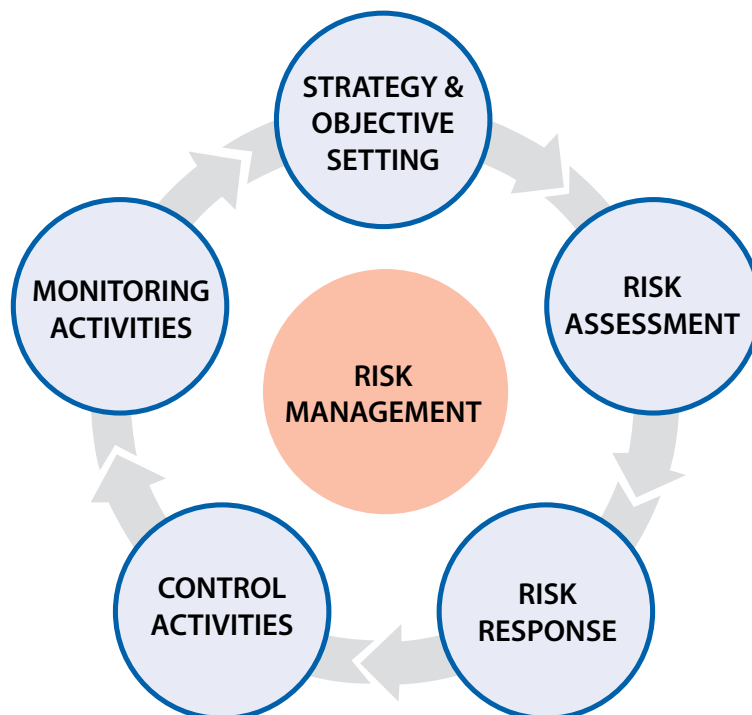 STRATEGY &
OBJECTIVE
SETTING
RISK
ASSESSMENT
RISK
RESPONSE
CONTROL
ACTIVITIES
MONITORING
ACTIVITIES
RISK
MANAGEMENT